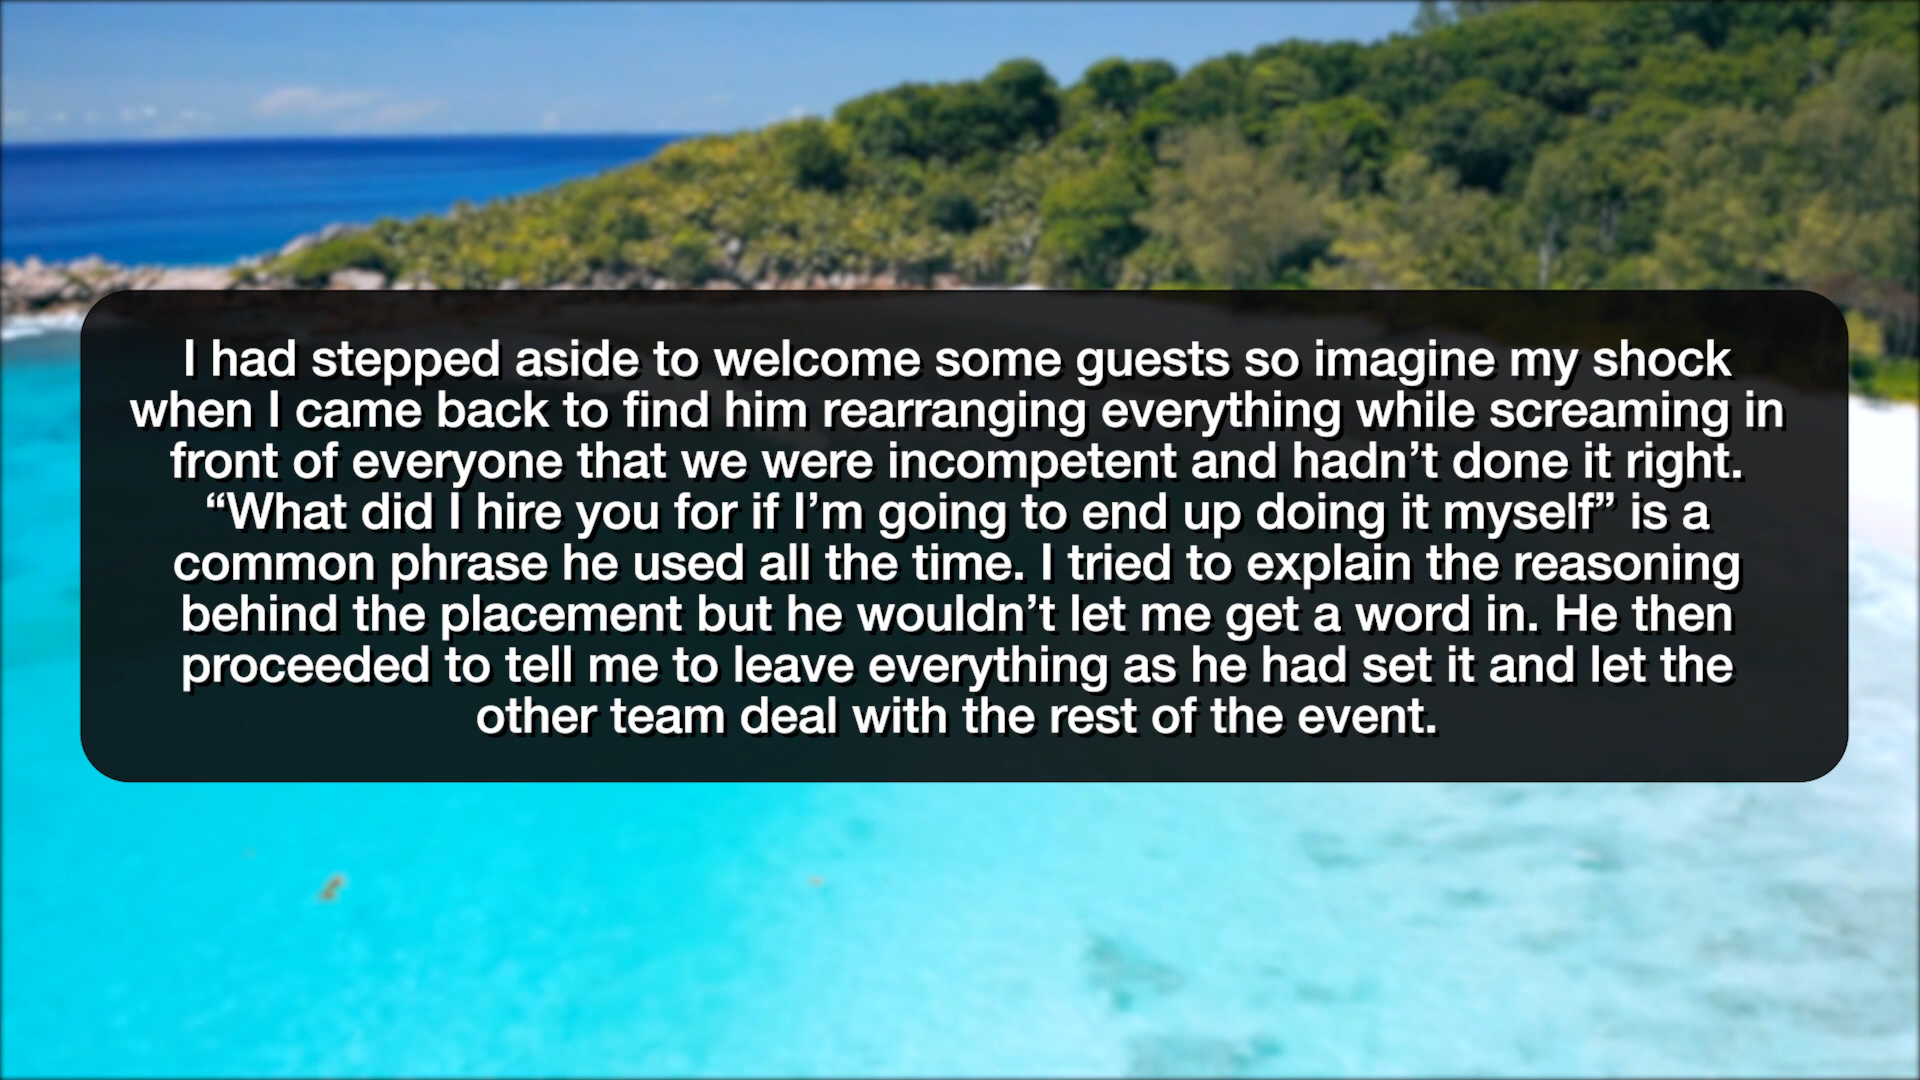 I had stepped aside to welcome some guests so imagine my shock
when I came back to find him rearranging everything while screaming in
front of everyone that we were incompetent and hadn’t done it right.
“What did I hire you for if I’m going to end up doing it myself” is a
common phrase he used all the time. I tried to explain the reasoning
behind the placement but he wouldn’t let me get a word in. He then
proceeded to tell me to leave everything as he had set it and let the
other team deal with the rest of the event.